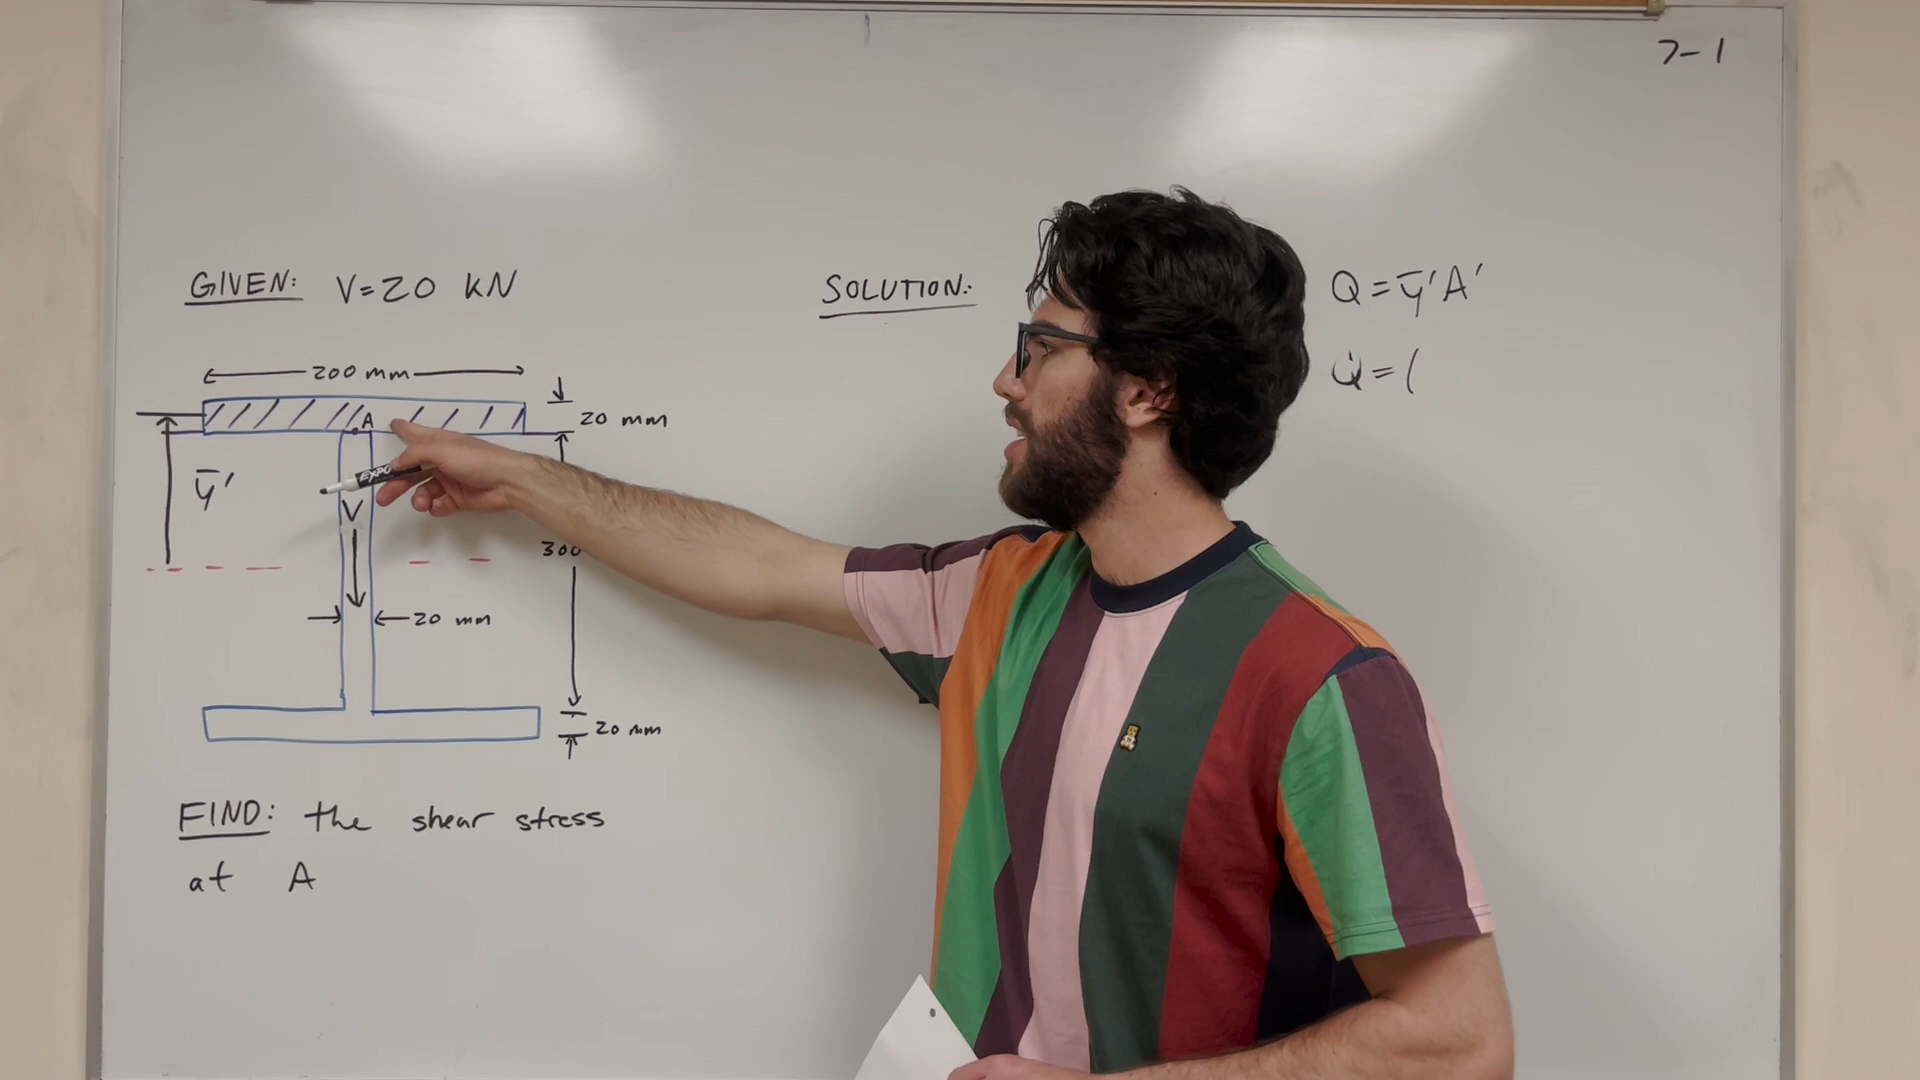 7-1
GIVEN: V=20 kN
SOLUTION:
Q = ȳ'A'
Q = (
200 mm
A
20 mm
EXPO
ȳ'
V
300
20 mm
20 mm
FIND: the shear stress
at A